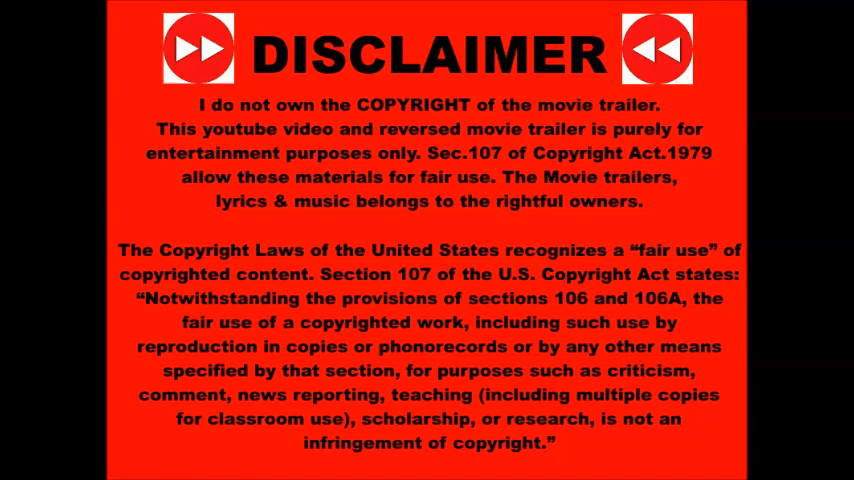 DISCLAIMER
I do not own the COPYRIGHT of the movie trailer.
This youtube video and reversed movie trailer is purely for
entertainment purposes only. Sec.107 of Copyright Act.1979
allow these materials for fair use. The Movie trailers,
lyrics & music belongs to the rightful owners.
The Copyright Laws of the United States recognizes a “fair use” of
copyrighted content. Section 107 of the U.S. Copyright Act states:
“Notwithstanding the provisions of sections 106 and 106A, the
fair use of a copyrighted work, including such use by
reproduction in copies or phonorecords or by any other means
specified by that section, for purposes such as criticism,
comment, news reporting, teaching (including multiple copies
for classroom use), scholarship, or research, is not an
infringement of copyright.”